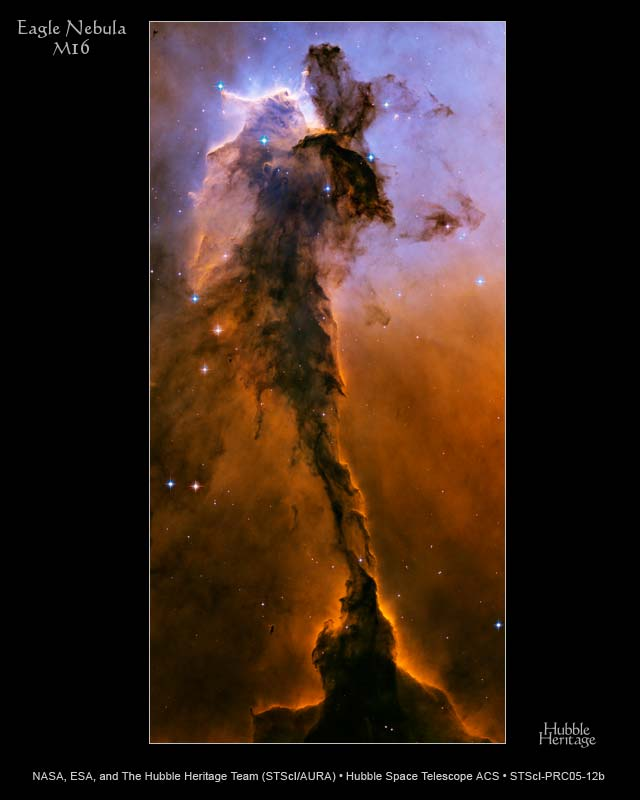 Eagle Nebula
M16
Hubble
Heritage
NASA, ESA, and The Hubble Heritage Team (STScI/AURA) • Hubble Space Telescope ACS • STScI-PRC05-12b